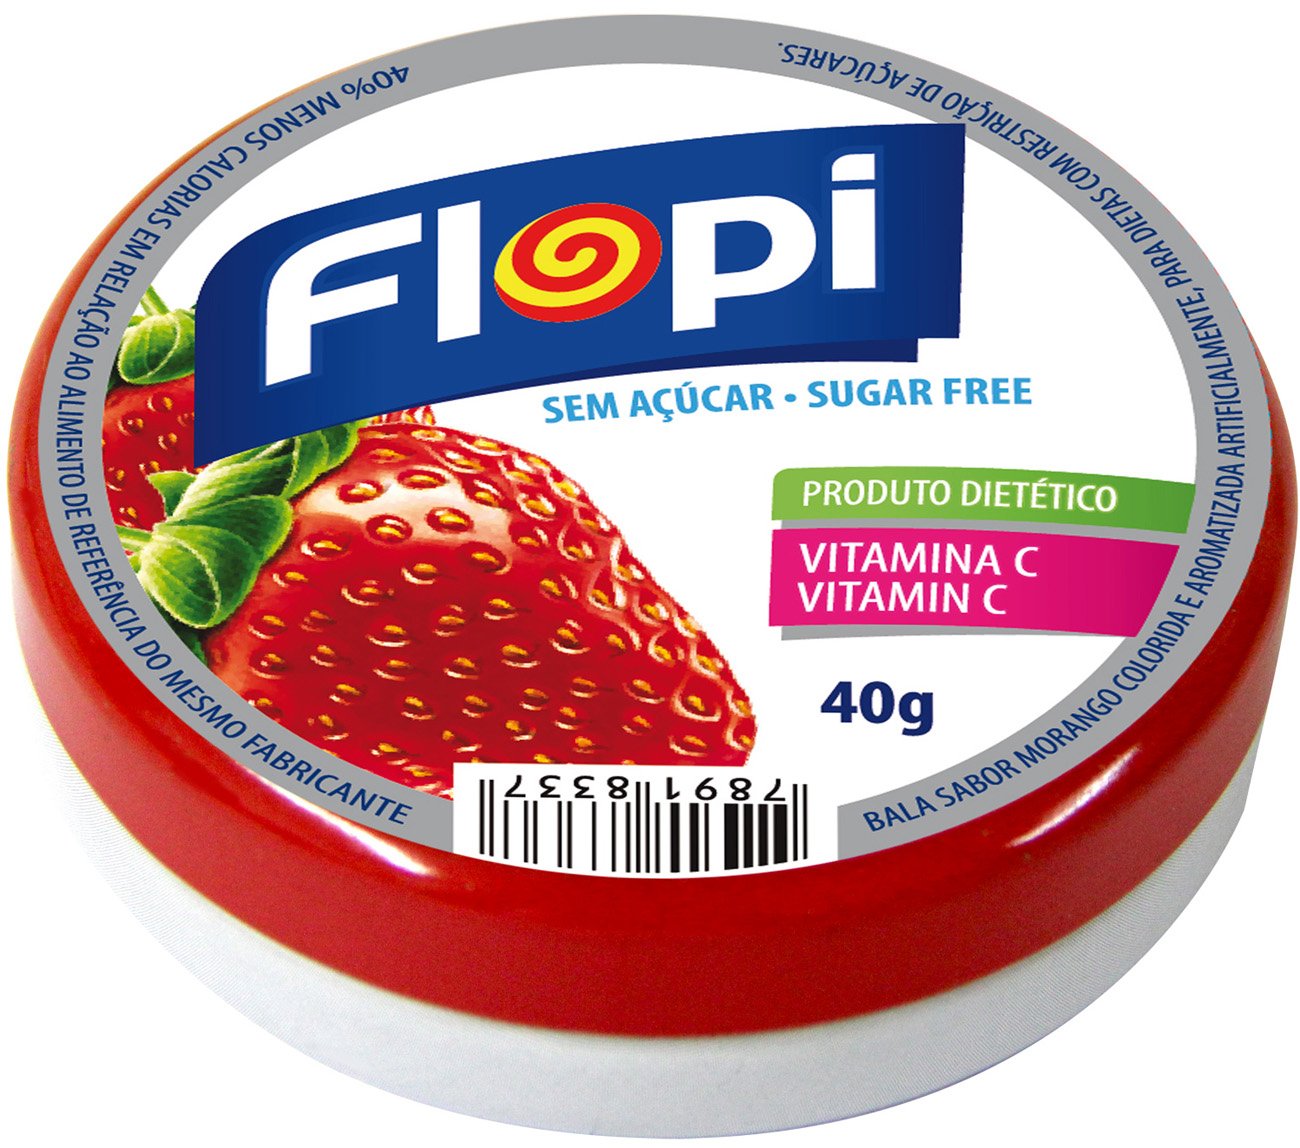 Flopi
SEM AÇÚCAR • SUGAR FREE
PRODUTO DIETÉTICO
VITAMINA C
VITAMIN C
40g
7891 8337
40% MENOS CALORIAS EM RELAÇÃO AO ALIMENTO DE REFERÊNCIA DO MESMO FABRICANTE
BALA SABOR MORANGO COLORIDA E AROMATIZADA ARTIFICIALMENTE, PARA DIETAS COM RESTRIÇÃO DE AÇÚCARES.